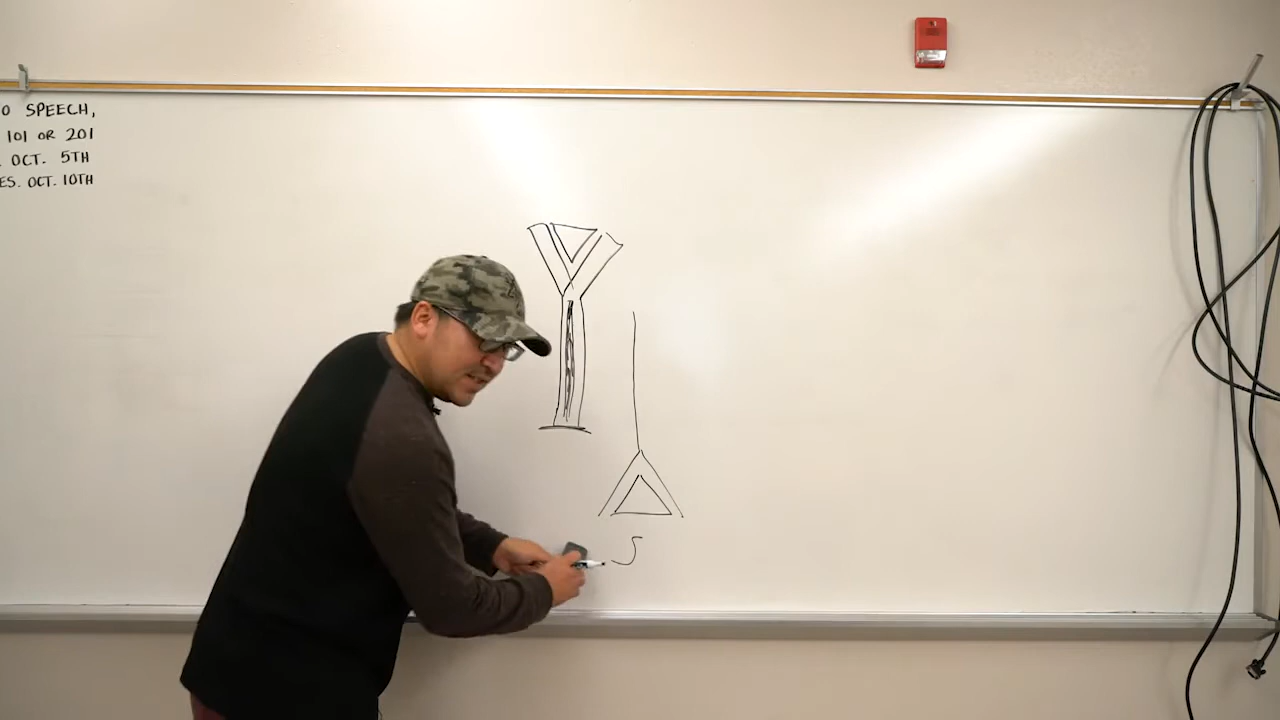 O SPEECH,
101 OR 201
. OCT. 5TH
ES. OCT. 10TH
S